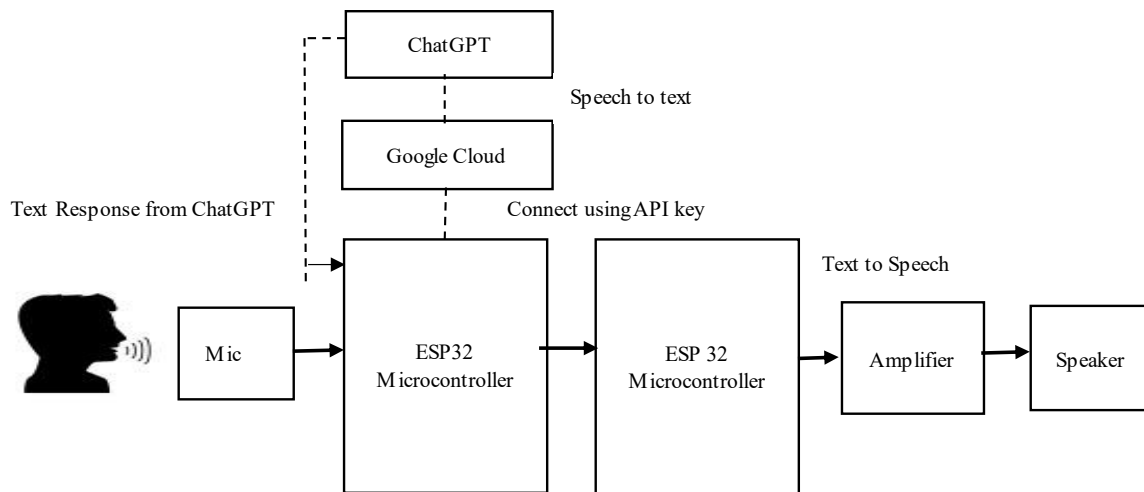 ChatGPT
Speech to text
Google Cloud
Text Response from ChatGPT
Connect using API key
Text to Speech
Mic
ESP32
Microcontroller
ESP 32
Microcontroller
Amplifier
Speaker